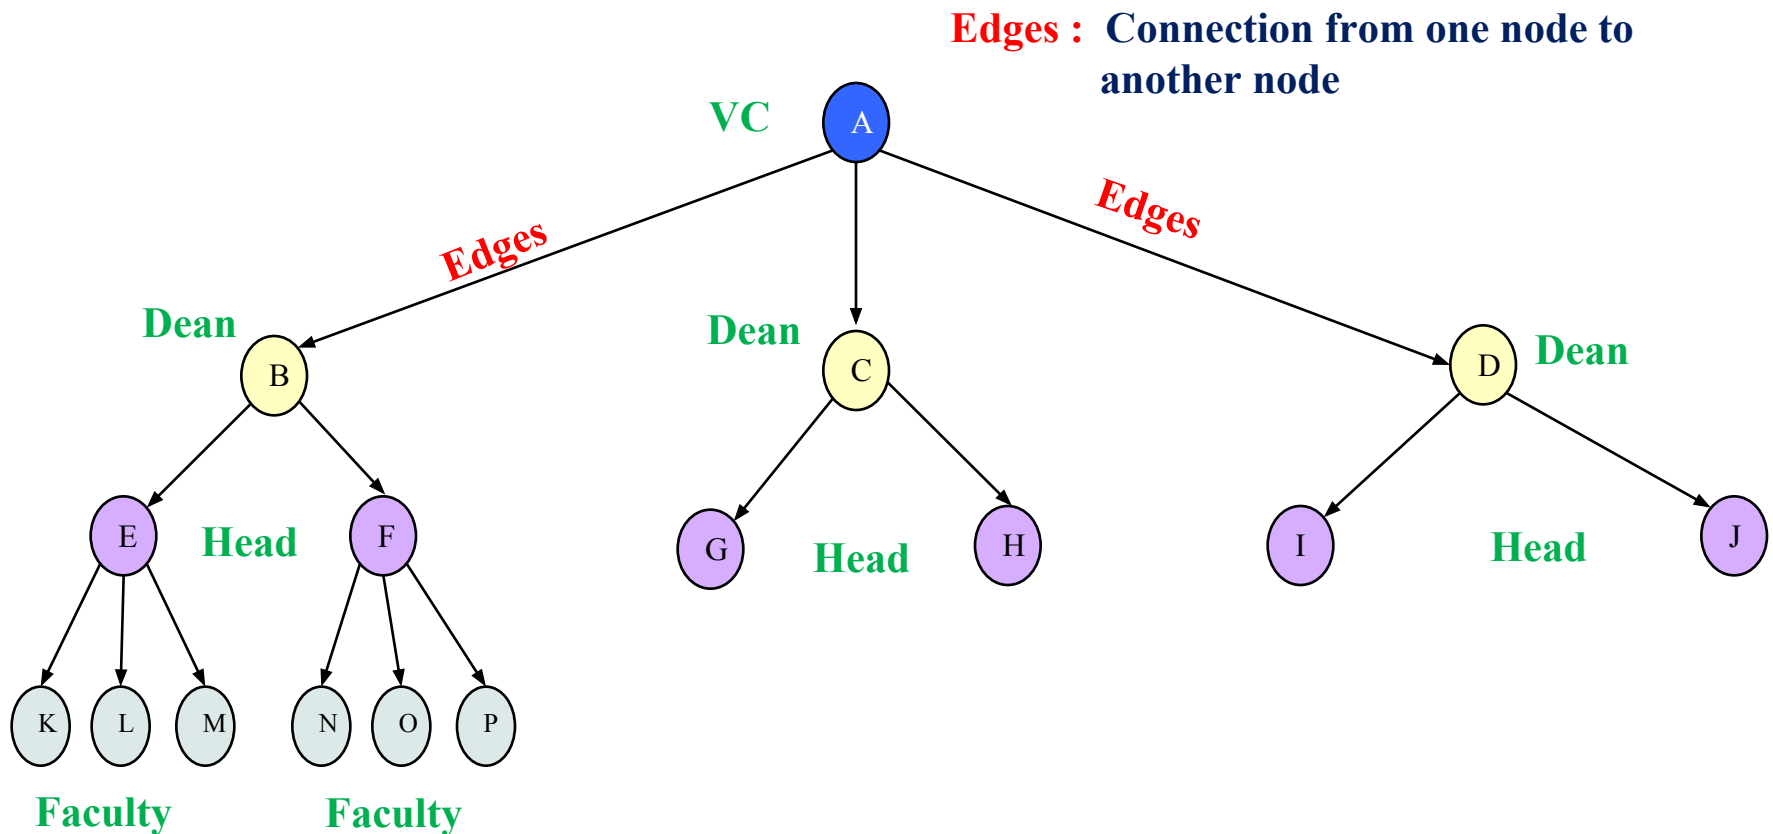 Edges : Connection from one node to
another node
VC
A
Edges
Edges
Dean
B
Dean
C
D
Dean
E
Head
F
G
Head
H
I
Head
J
K
L
M
N
O
P
Faculty
Faculty